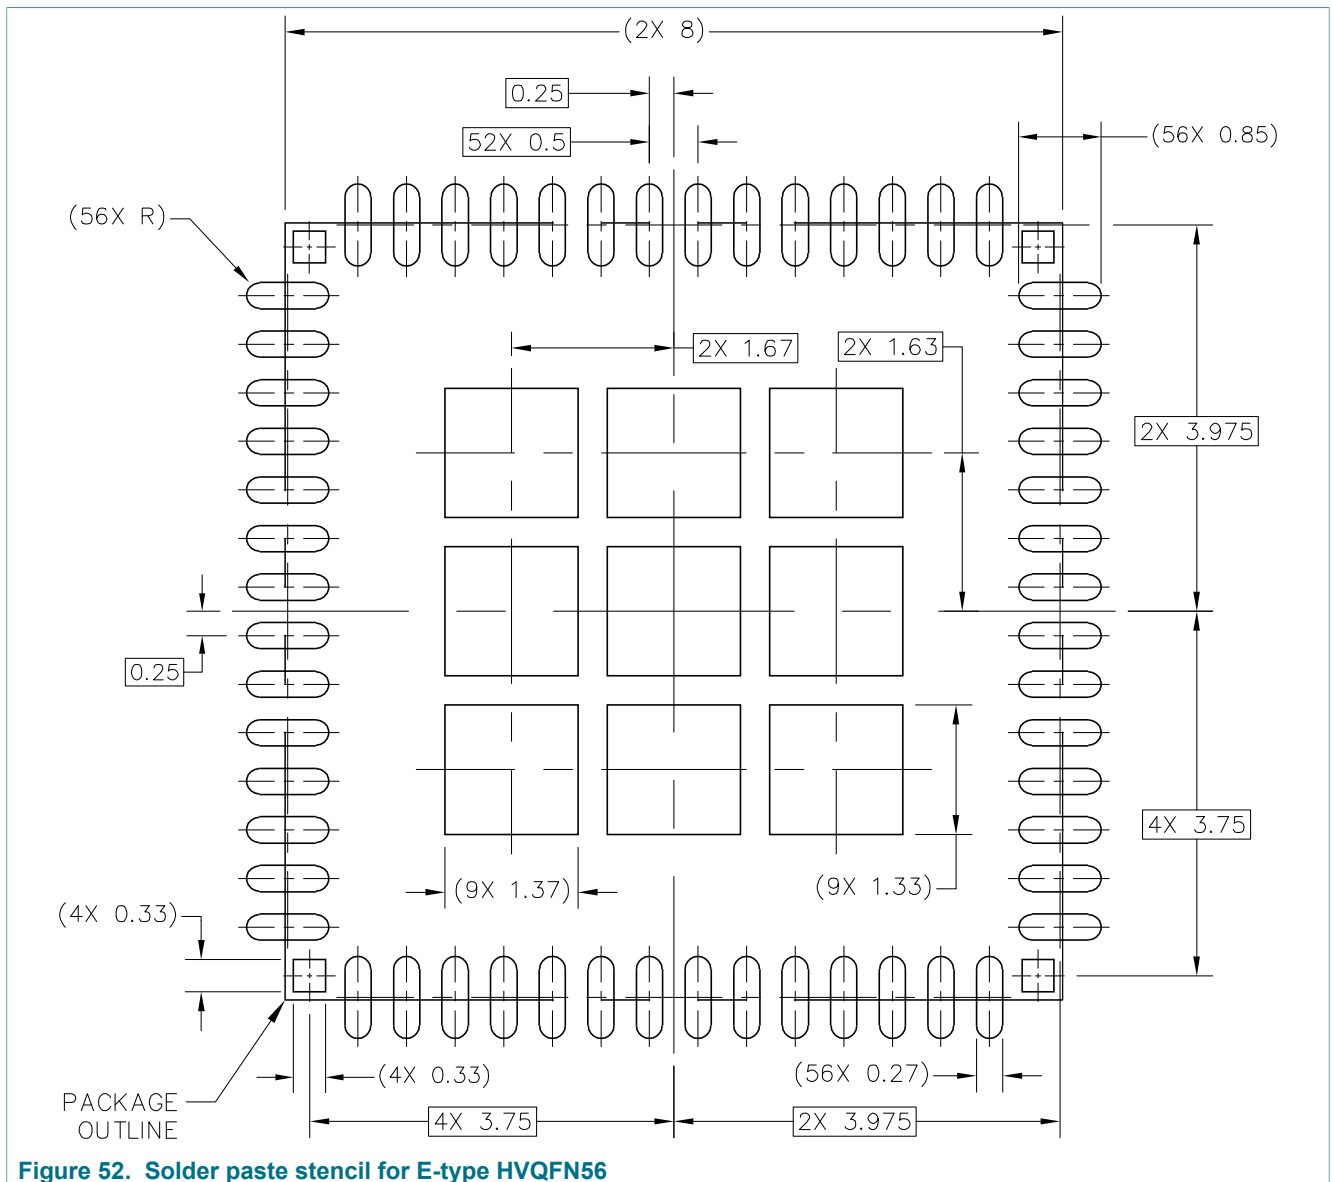 (2X 8)
0.25
52X 0.5
(56X 0.85)
(56X R)
2X 1.67
2X 1.63
2X 3.975
0.25
4X 3.75
(9X 1.37)
(9X 1.33)
(4X 0.33)
(4X 0.33)
(56X 0.27)
PACKAGE
OUTLINE
4X 3.75
2X 3.975
Figure 52. Solder paste stencil for E-type HVQFN56